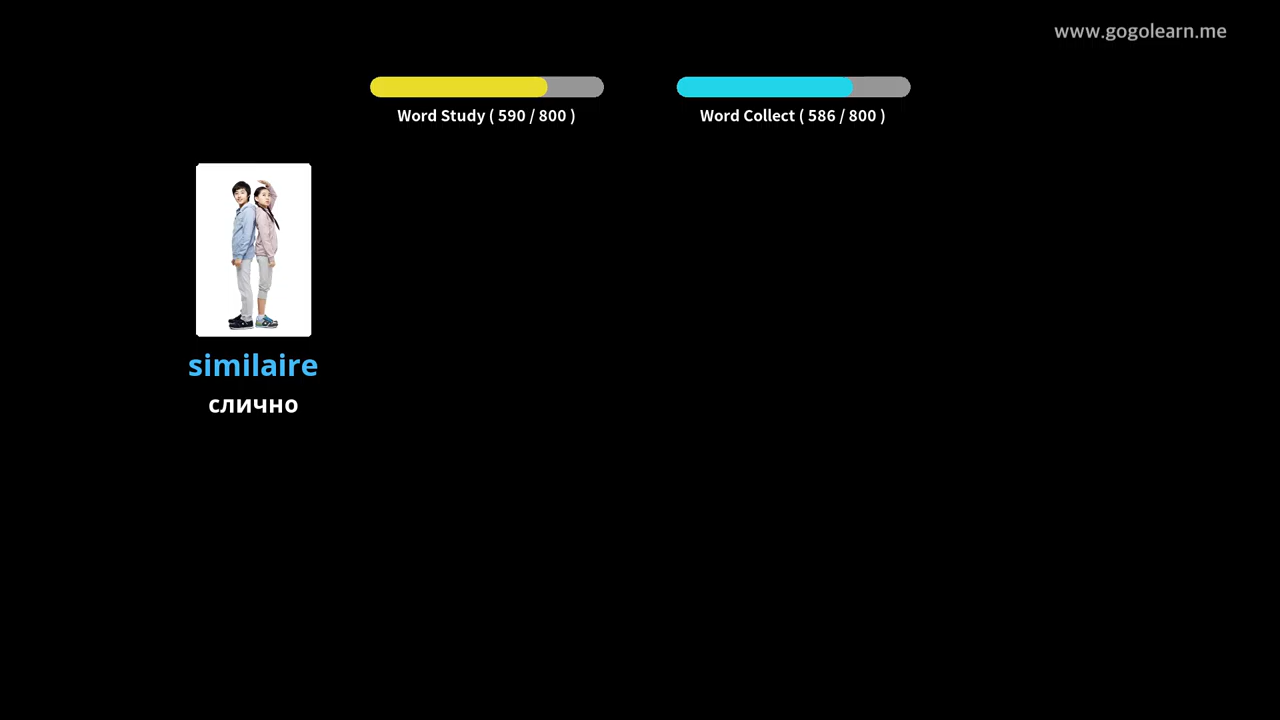 www.gogolearn.me
Word Study ( 590 / 800 )
Word Collect ( 586 / 800 )
similaire
слично